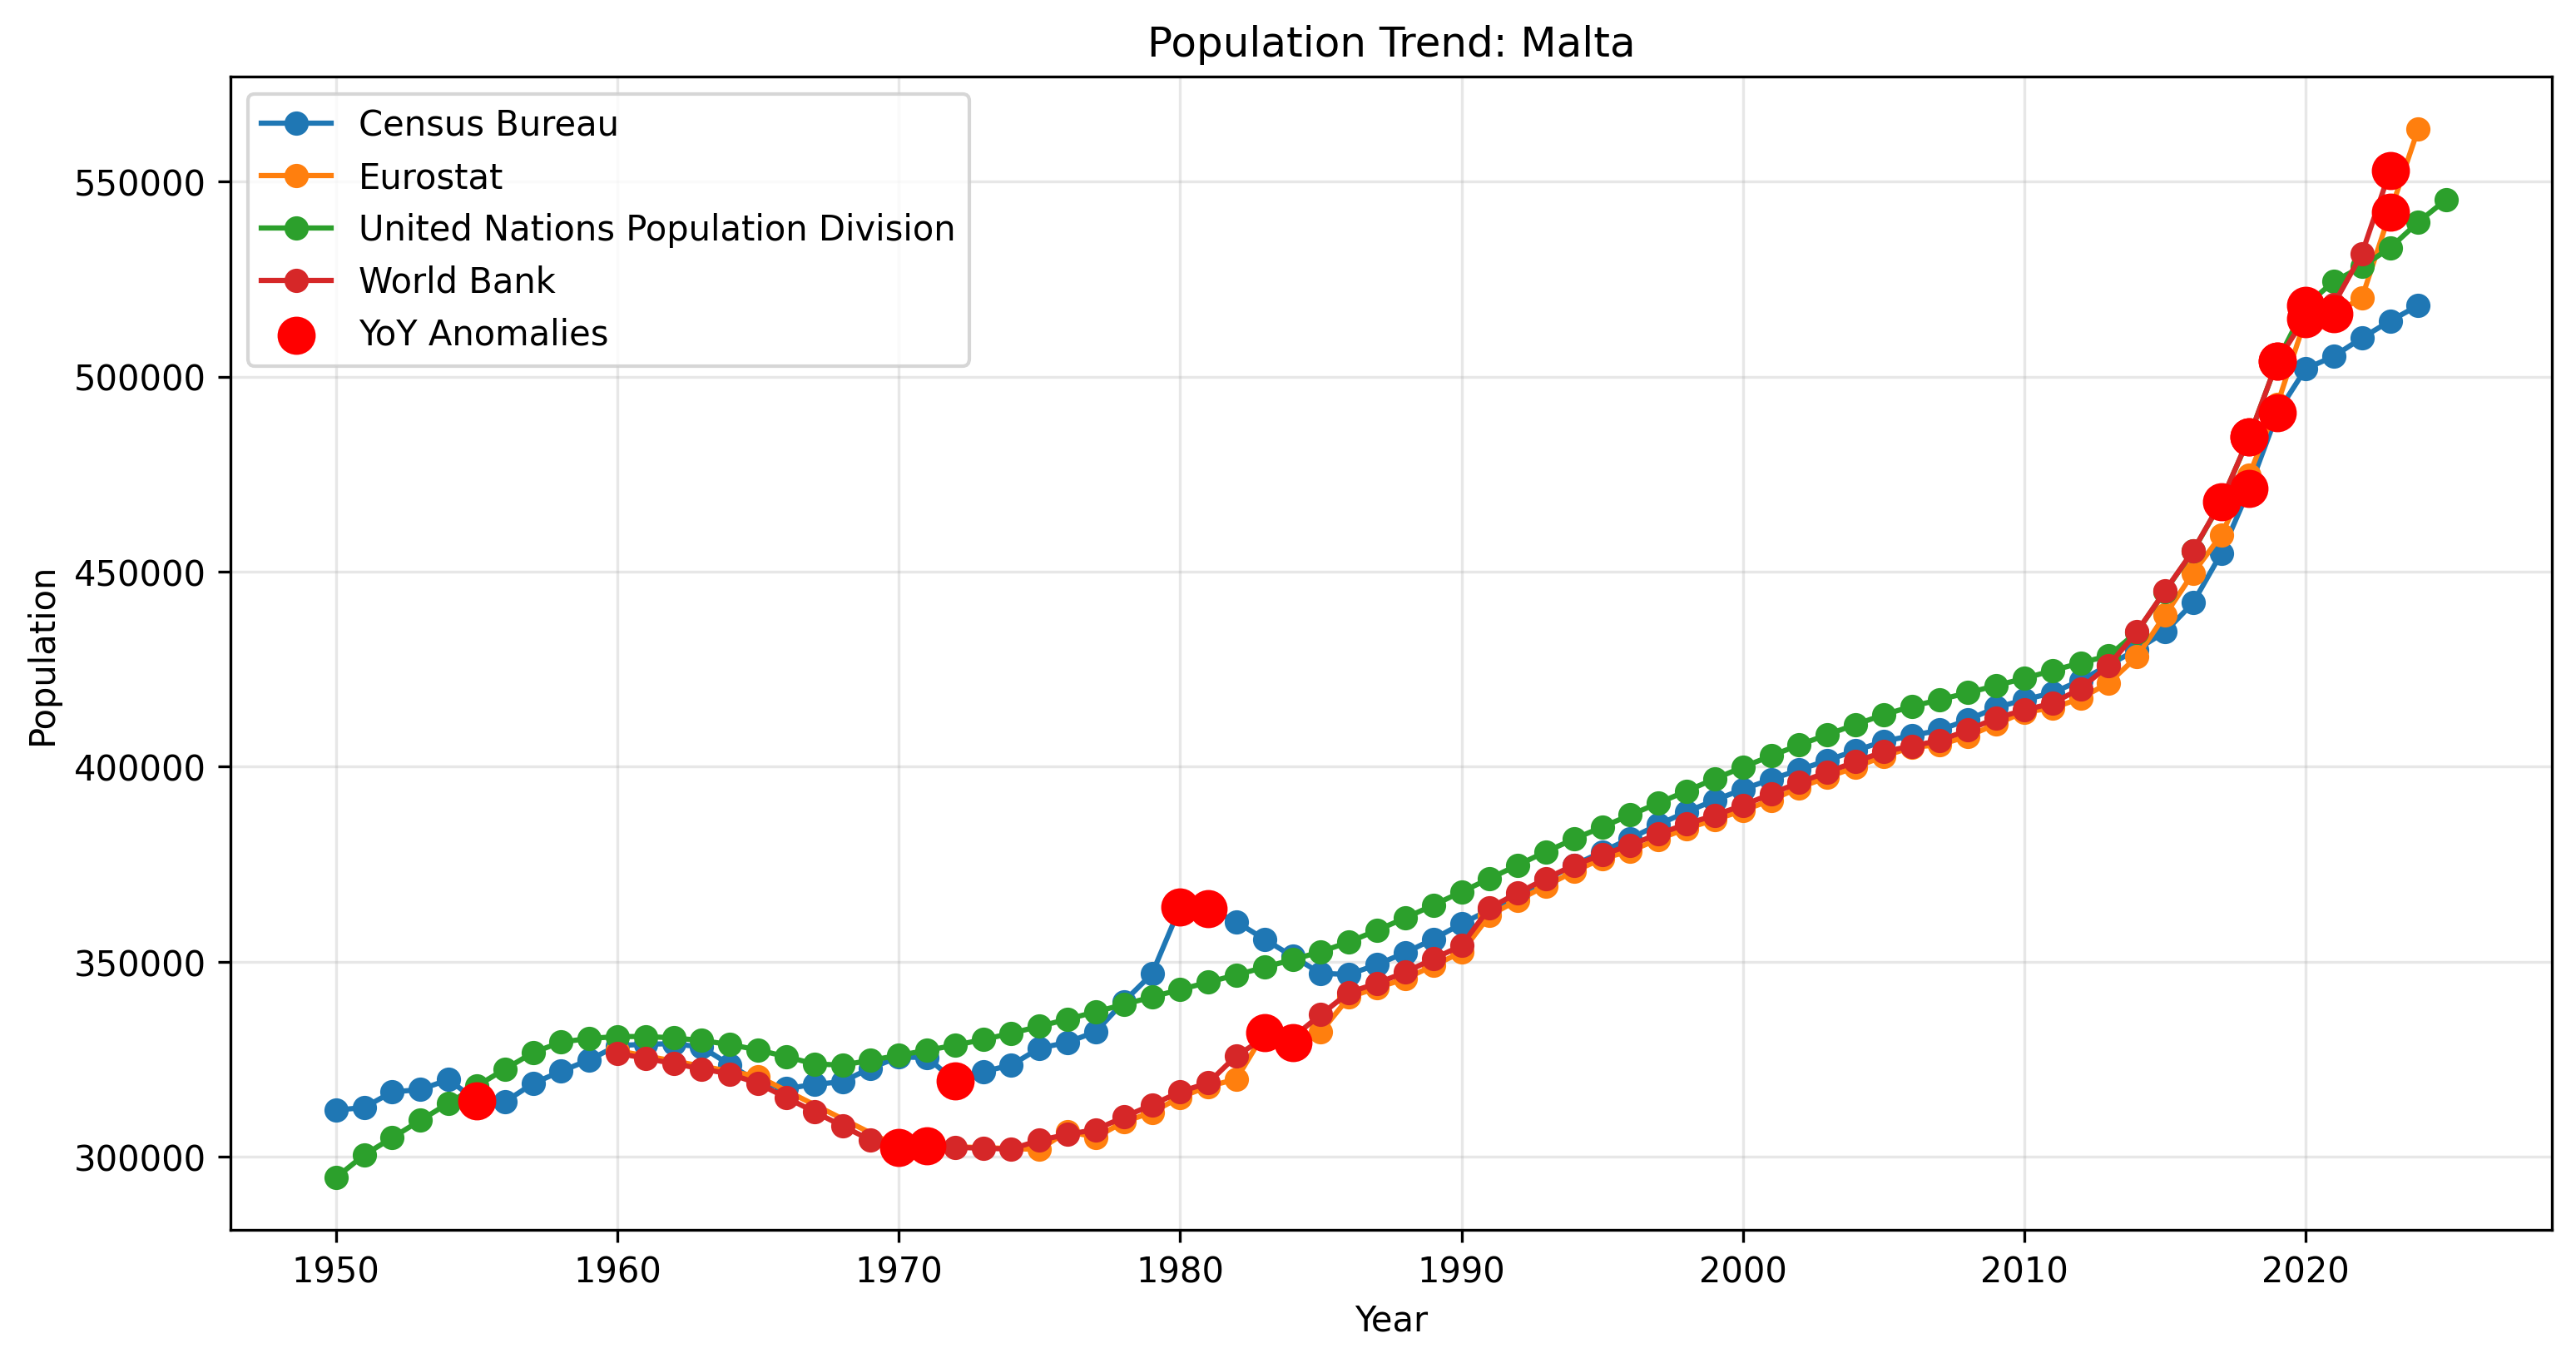 Population Trend: Malta
Census Bureau
Eurostat
United Nations Population Division
World Bank
YoY Anomalies
Population
550000
500000
450000
400000
350000
300000
1950 1960 1970 1980 1990 2000 2010 2020
Year